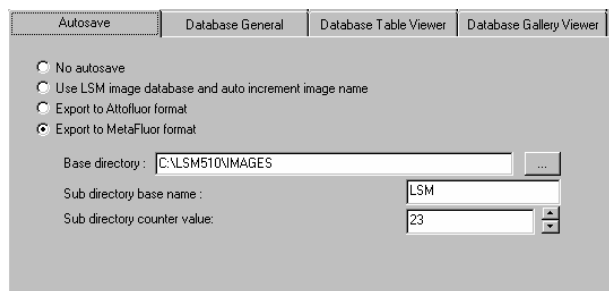 Autosave Database General Database Table Viewer Database Gallery Viewer
No autosave
Use LSM image database and auto increment image name
Export to Attofluor format
Export to MetaFluor format
Base directory : C:\LSM510\IMAGES ...
Sub directory base name : LSM
Sub directory counter value: 23